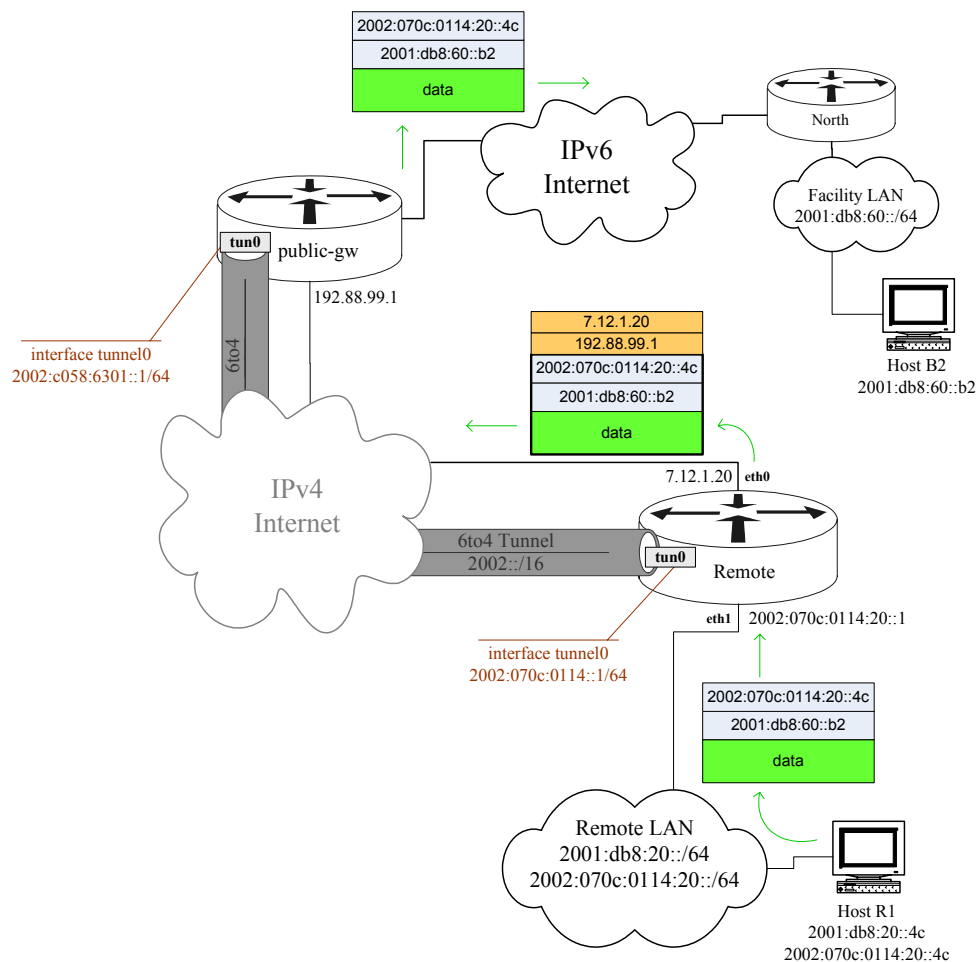 2002:070c:0114:20::4c
2001:db8:60::b2
data
IPv6
Internet
North
Facility LAN
2001:db8:60::/64
tun0
public-gw
192.88.99.1
interface tunnel0
2002:c058:6301::1/64
6to4
Host B2
2001:db8:60::b2
7.12.1.20
192.88.99.1
2002:070c:0114:20::4c
2001:db8:60::b2
data
IPv4
Internet
7.12.1.20
eth0
6to4 Tunnel
2002::/16
tun0
Remote
eth1
2002:070c:0114:20::1
interface tunnel0
2002:070c:0114::1/64
2002:070c:0114:20::4c
2001:db8:60::b2
data
Remote LAN
2001:db8:20::/64
2002:070c:0114:20::/64
Host R1
2001:db8:20::4c
2002:070c:0114:20::4c